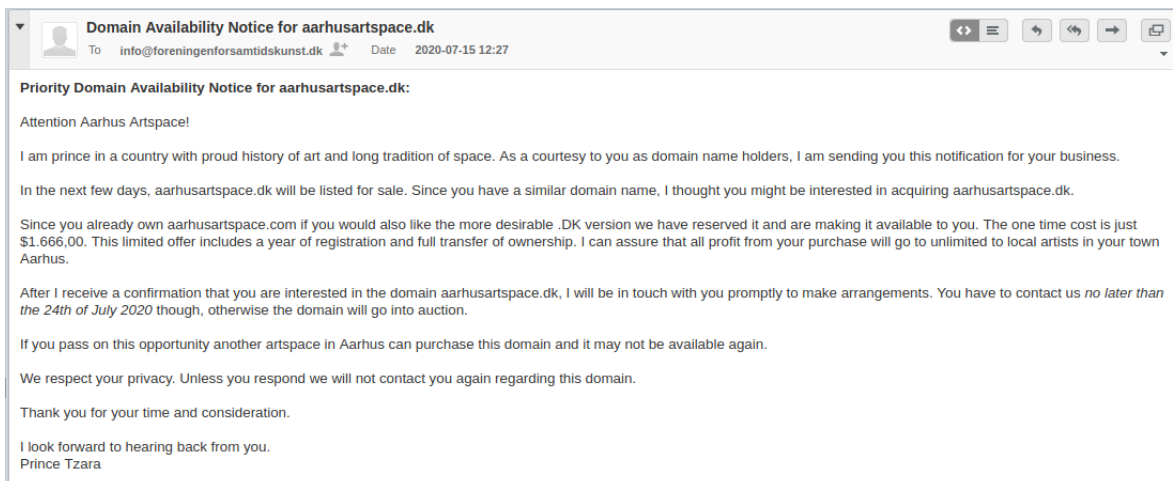 Domain Availability Notice for aarhusartspace.dk
To info@foreningenforsamtidskunst.dk Date 2020-07-15 12:27
Priority Domain Availability Notice for aarhusartspace.dk:
Attention Aarhus Artspace!
I am prince in a country with proud history of art and long tradition of space. As a courtesy to you as domain name holders, I am sending you this notification for your business.
In the next few days, aarhusartspace.dk will be listed for sale. Since you have a similar domain name, I thought you might be interested in acquiring aarhusartspace.dk.
Since you already own aarhusartspace.com if you would also like the more desirable .DK version we have reserved it and are making it available to you. The one time cost is just
$1.666,00. This limited offer includes a year of registration and full transfer of ownership. I can assure that all profit from your purchase will go to unlimited to local artists in your town
Aarhus.
After I receive a confirmation that you are interested in the domain aarhusartspace.dk, I will be in touch with you promptly to make arrangements. You have to contact us no later than
the 24th of July 2020 though, otherwise the domain will go into auction.
If you pass on this opportunity another artspace in Aarhus can purchase this domain and it may not be available again.
We respect your privacy. Unless you respond we will not contact you again regarding this domain.
Thank you for your time and consideration.
I look forward to hearing back from you.
Prince Tzara